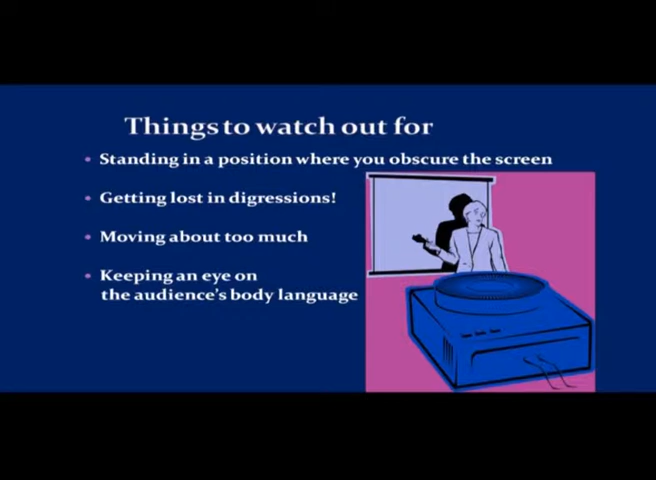 Things to watch out for
• Standing in a position where you obscure the screen
• Getting lost in digressions!
• Moving about too much
• Keeping an eye on
the audience's body language